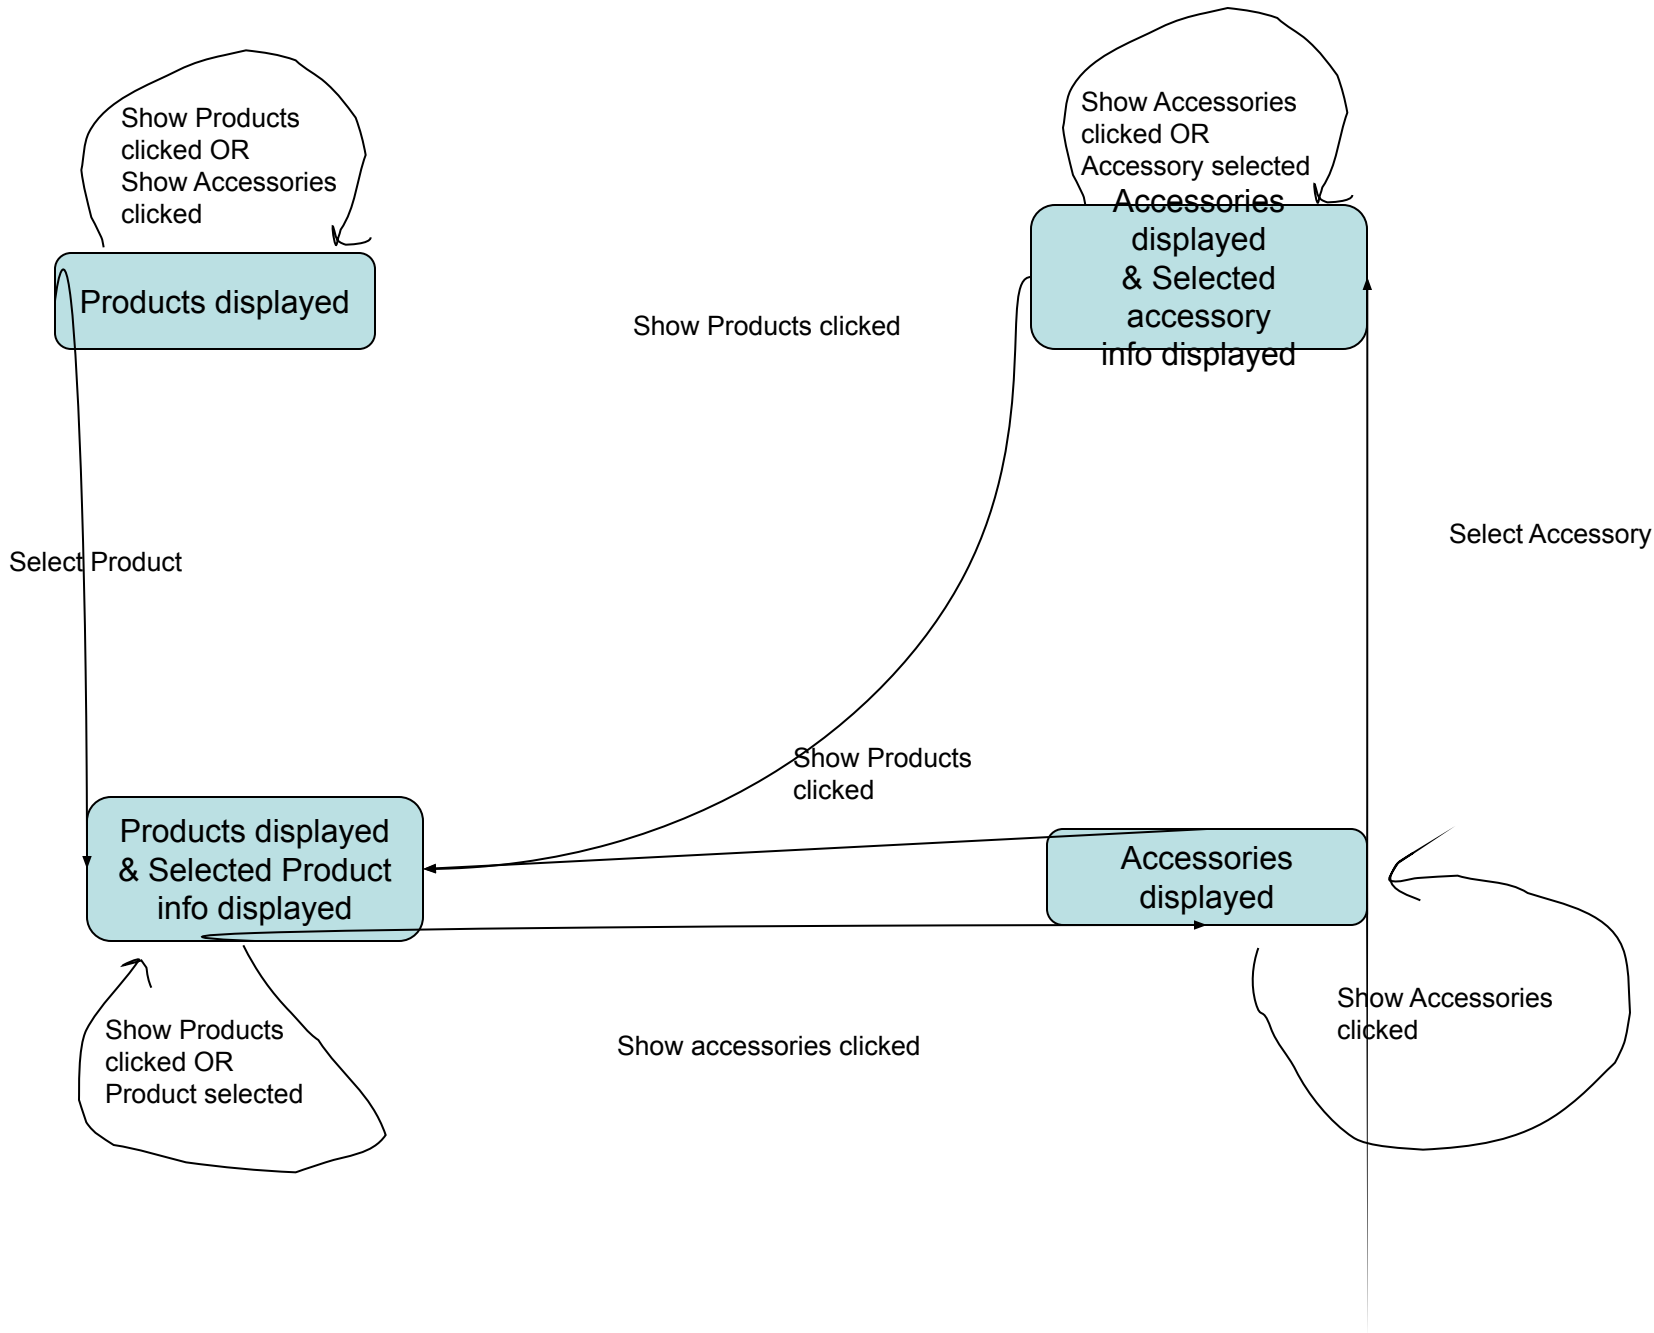 Show Products
clicked OR
Show Accessories
clicked
Show Accessories
clicked OR
Accessory selected
Products displayed
Accessories
displayed
& Selected
accessory
info displayed
Show Products clicked
Select Product
Select Accessory
Show Products
clicked
Products displayed
& Selected Product
info displayed
Accessories
displayed
Show Products
clicked OR
Product selected
Show accessories clicked
Show Accessories
clicked